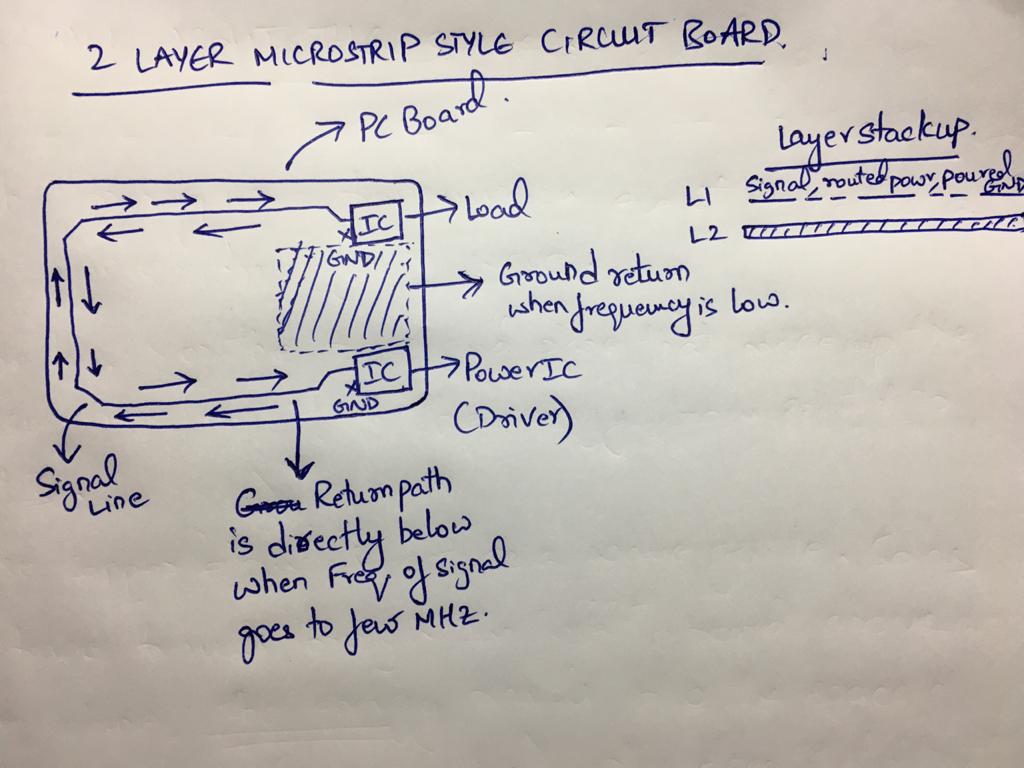 2 LAYER MICROSTRIP STYLE CIRCUIT BOARD.
PC Board.
Layer stackup.
L1 Signal, routed powr, poured GND
L2
IC
Load
GND
Ground return
when frequency is low.
IC
Power IC
GND
(Driver)
Signal
Line
Return path
is directly below
when Freq of signal
goes to few MHZ.